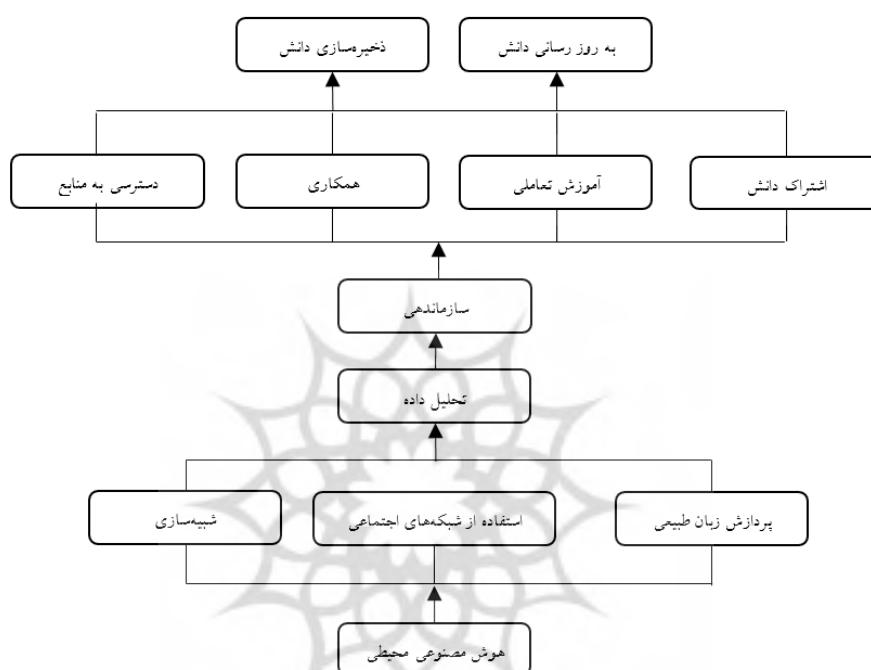 به روز رسانی دانش
ذخیره‌سازی دانش
اشتراک دانش
آموزش تعاملی
همکاری
دسترسی به منابع
سازماندهی
تحلیل داده
پردازش زبان طبیعی
استفاده از شبکه‌های اجتماعی
شبیه‌سازی
هوش مصنوعی محیطی